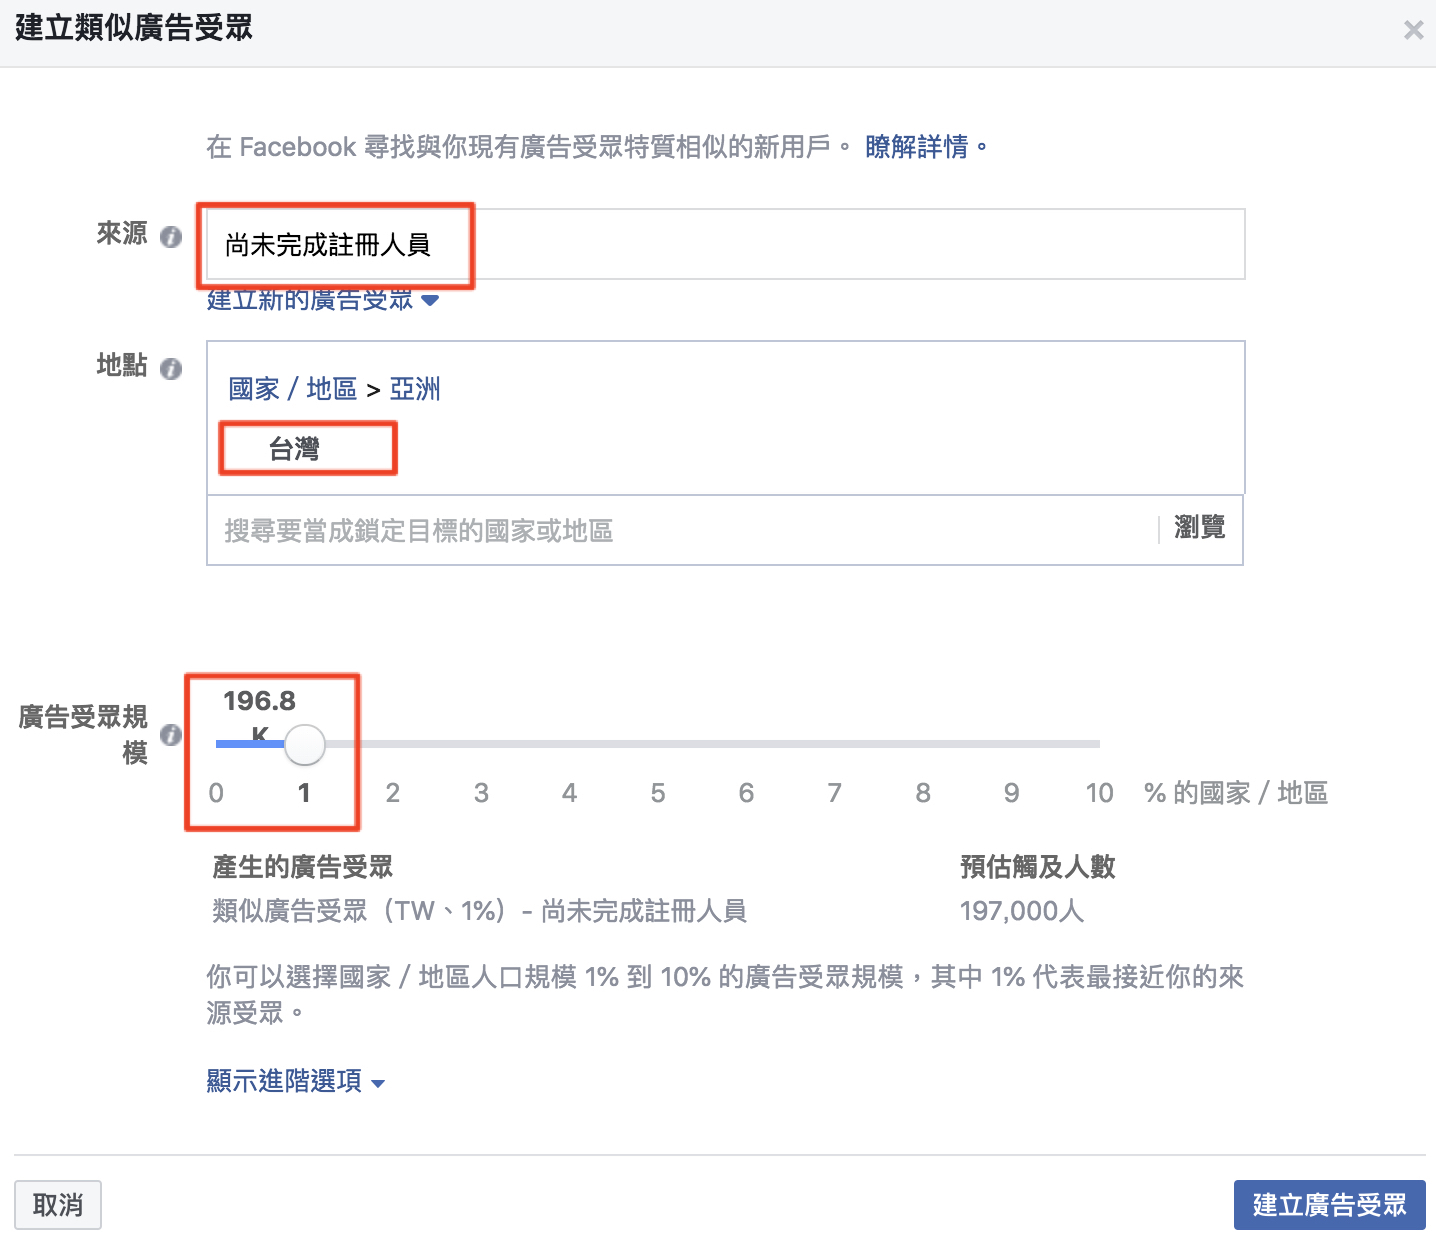 建立類似廣告受眾
×
在 Facebook 尋找與你現有廣告受眾特質相似的新用戶。 瞭解詳情。
來源 i
尚未完成註冊人員
建立新的廣告受眾
地點 i
國家 / 地區 > 亞洲
台灣
搜尋要當成鎖定目標的國家或地區
瀏覽
廣告受眾規
模 i
196.8
K
0 1 2 3 4 5 6 7 8 9 10 % 的國家 / 地區
產生的廣告受眾 預估觸及人數
類似廣告受眾（TW、1%）- 尚未完成註冊人員 197,000人
你可以選擇國家 / 地區人口規模 1% 到 10% 的廣告受眾規模，其中 1% 代表最接近你的來
源受眾。
顯示進階選項
取消 建立廣告受眾